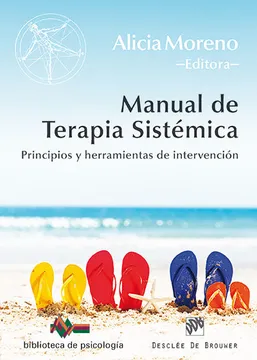 Alicia Moreno
—Editora—
Manual de
Terapia Sistémica
Principios y herramientas de intervención
biblioteca de psicología
DESCLÉE DE BROUWER